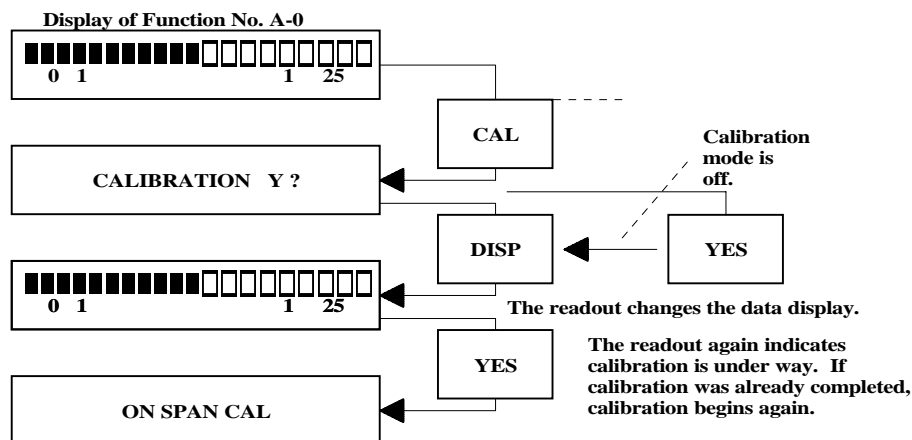 Display of Function No. A-0
0 1 1 25
CAL
Calibration
mode is
off.
CALIBRATION Y ?
DISP
YES
0 1 1 25
The readout changes the data display.
YES
The readout again indicates
calibration is under way. If
calibration was already completed,
calibration begins again.
ON SPAN CAL